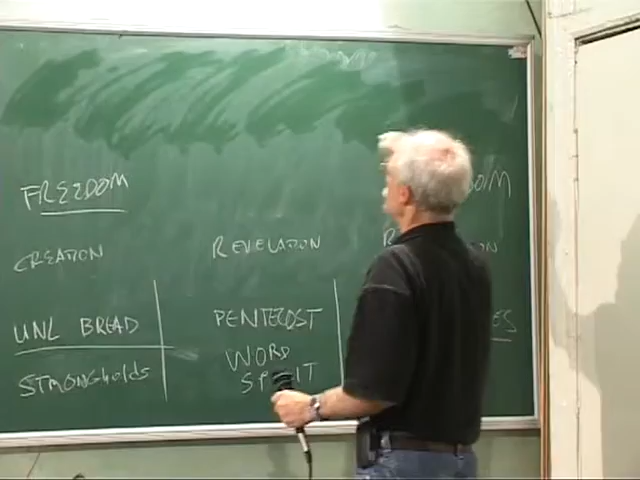 FREEDOM
CREATION REVELATION
UNL BREAD PENTECOST
STRONGHOLDS WORD
SPIRIT